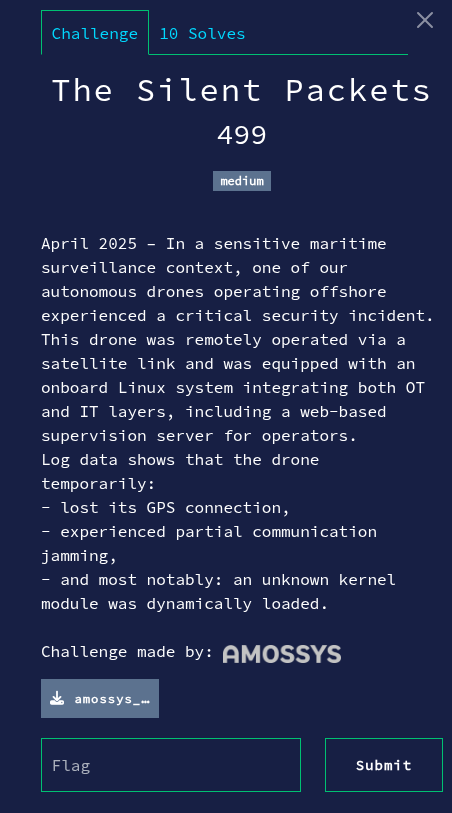 Challenge
10 Solves
The Silent Packets
499
medium
April 2025 – In a sensitive maritime
surveillance context, one of our
autonomous drones operating offshore
experienced a critical security incident.
This drone was remotely operated via a
satellite link and was equipped with an
onboard Linux system integrating both OT
and IT layers, including a web-based
supervision server for operators.
Log data shows that the drone
temporarily:
- lost its GPS connection,
- experienced partial communication
jamming,
- and most notably: an unknown kernel
module was dynamically loaded.
Challenge made by: AMOSSYS
amossys_…
Flag
Submit